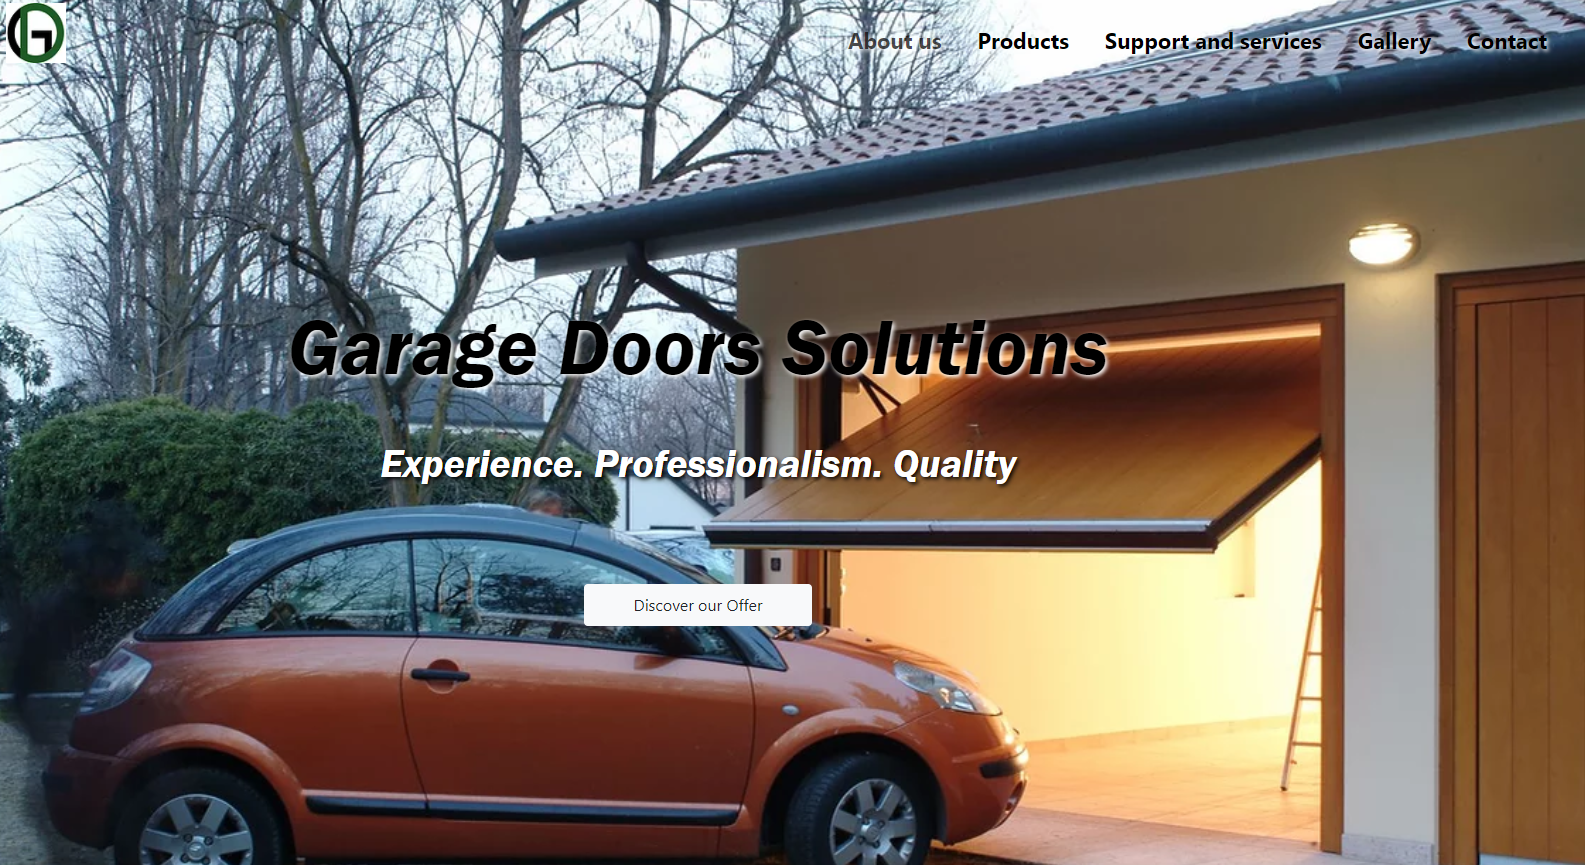 About us Products Support and services Gallery Contact
Garage Doors Solutions
Experience. Professionalism. Quality
Discover our Offer